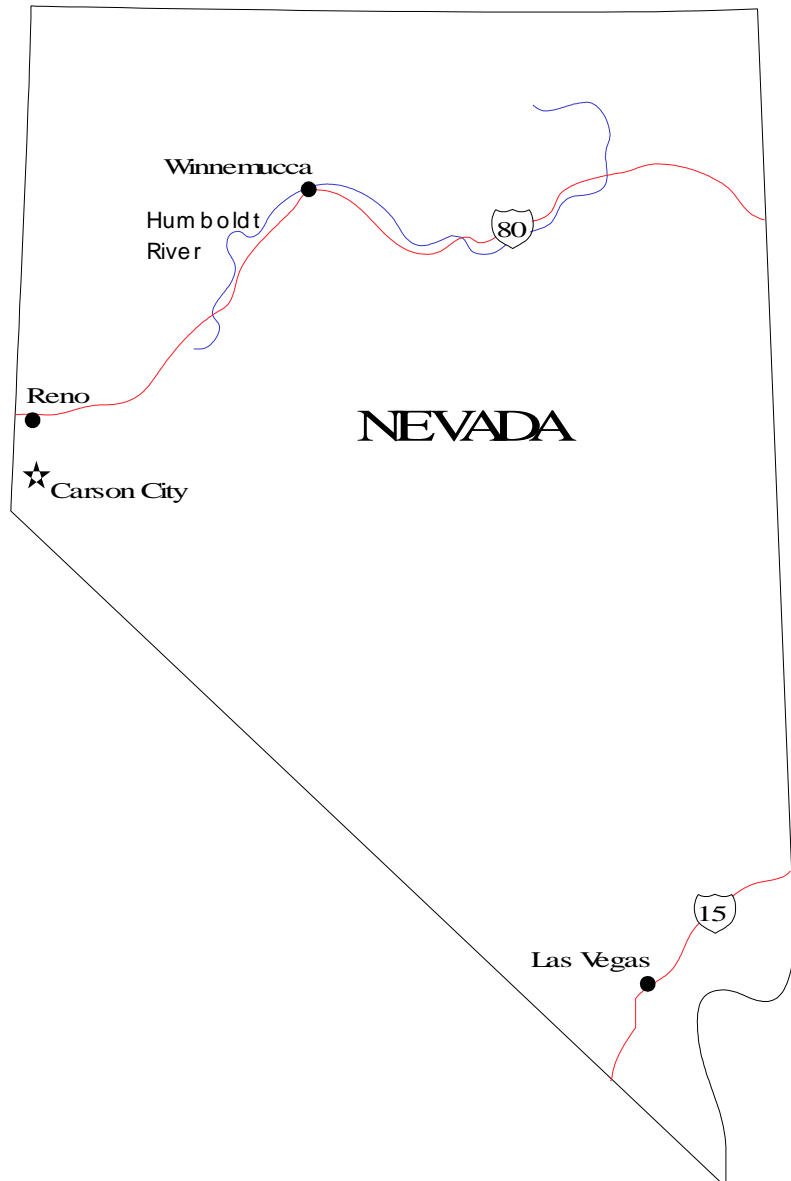 Winnemucca
Humboldt
River
80
Reno
NEVADA
Carson City
15
Las Vegas